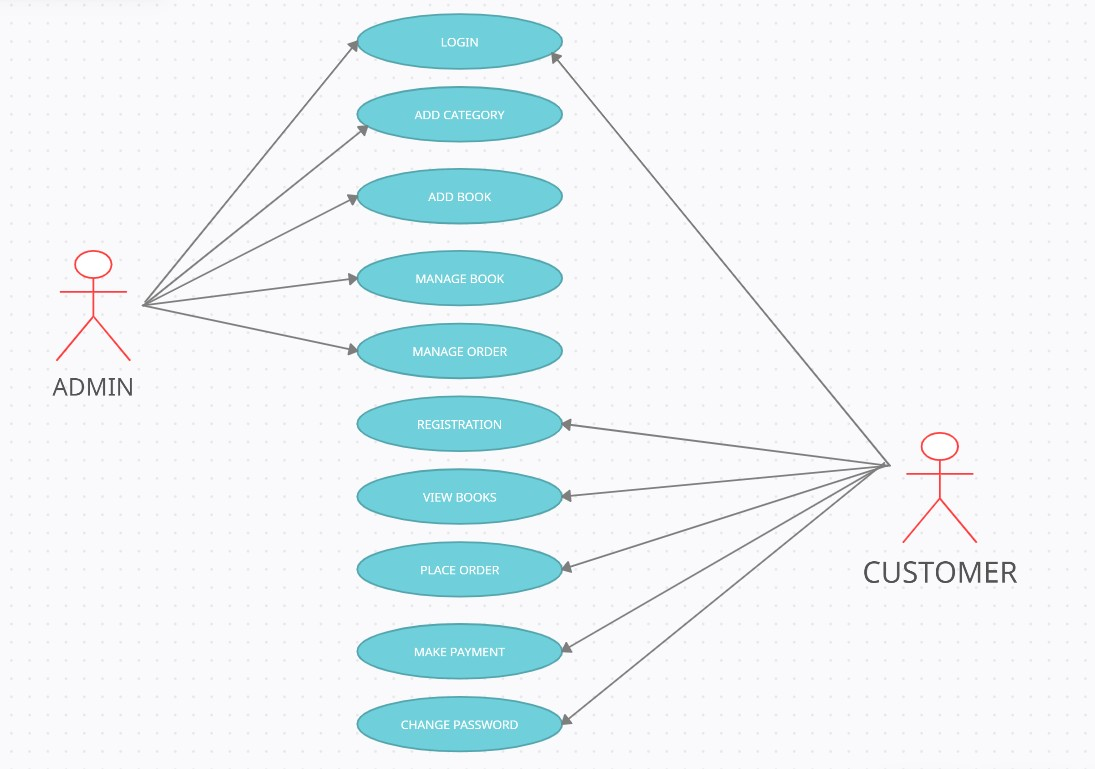 LOGIN
ADD CATEGORY
ADD BOOK
MANAGE BOOK
MANAGE ORDER
ADMIN
REGISTRATION
VIEW BOOKS
PLACE ORDER
CUSTOMER
MAKE PAYMENT
CHANGE PASSWORD